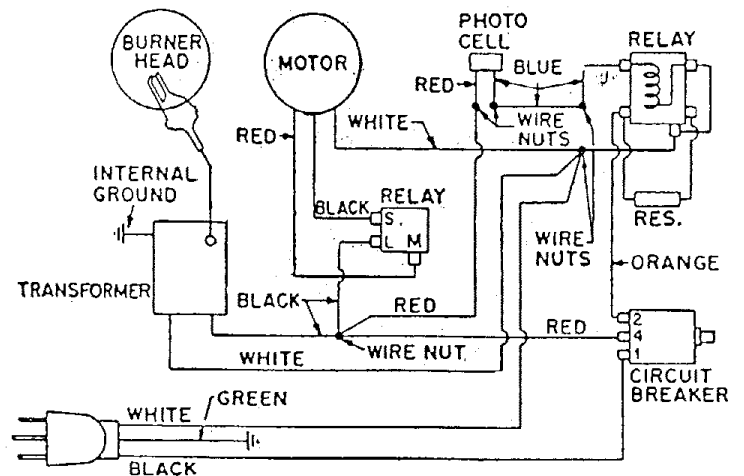 PHOTO
CELL
BURNER
HEAD
MOTOR
RELAY
BLUE
RED
WIRE
NUTS
WHITE
RED
INTERNAL
GROUND
RELAY
BLACK
S
L M
RES.
WIRE
NUTS
ORANGE
TRANSFORMER
BLACK
RED
RED
2
4
1
WIRE NUT
WHITE
CIRCUIT
BREAKER
GREEN
WHITE
BLACK